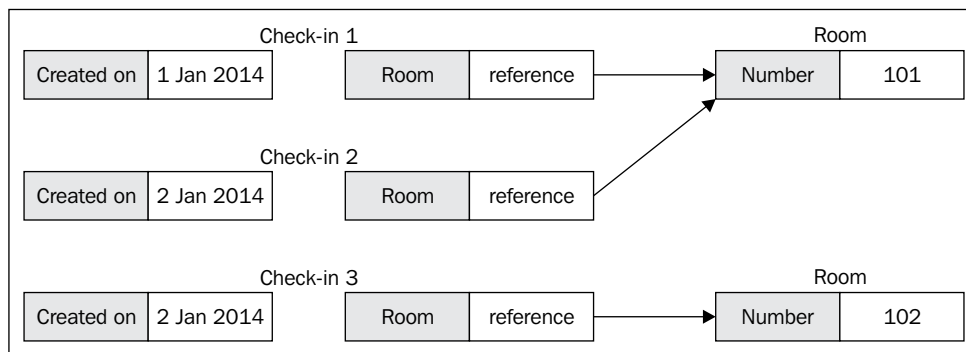 Check-in 1 Room
Created on 1 Jan 2014 Room reference Number 101
Check-in 2
Created on 2 Jan 2014 Room reference
Check-in 3 Room
Created on 2 Jan 2014 Room reference Number 102